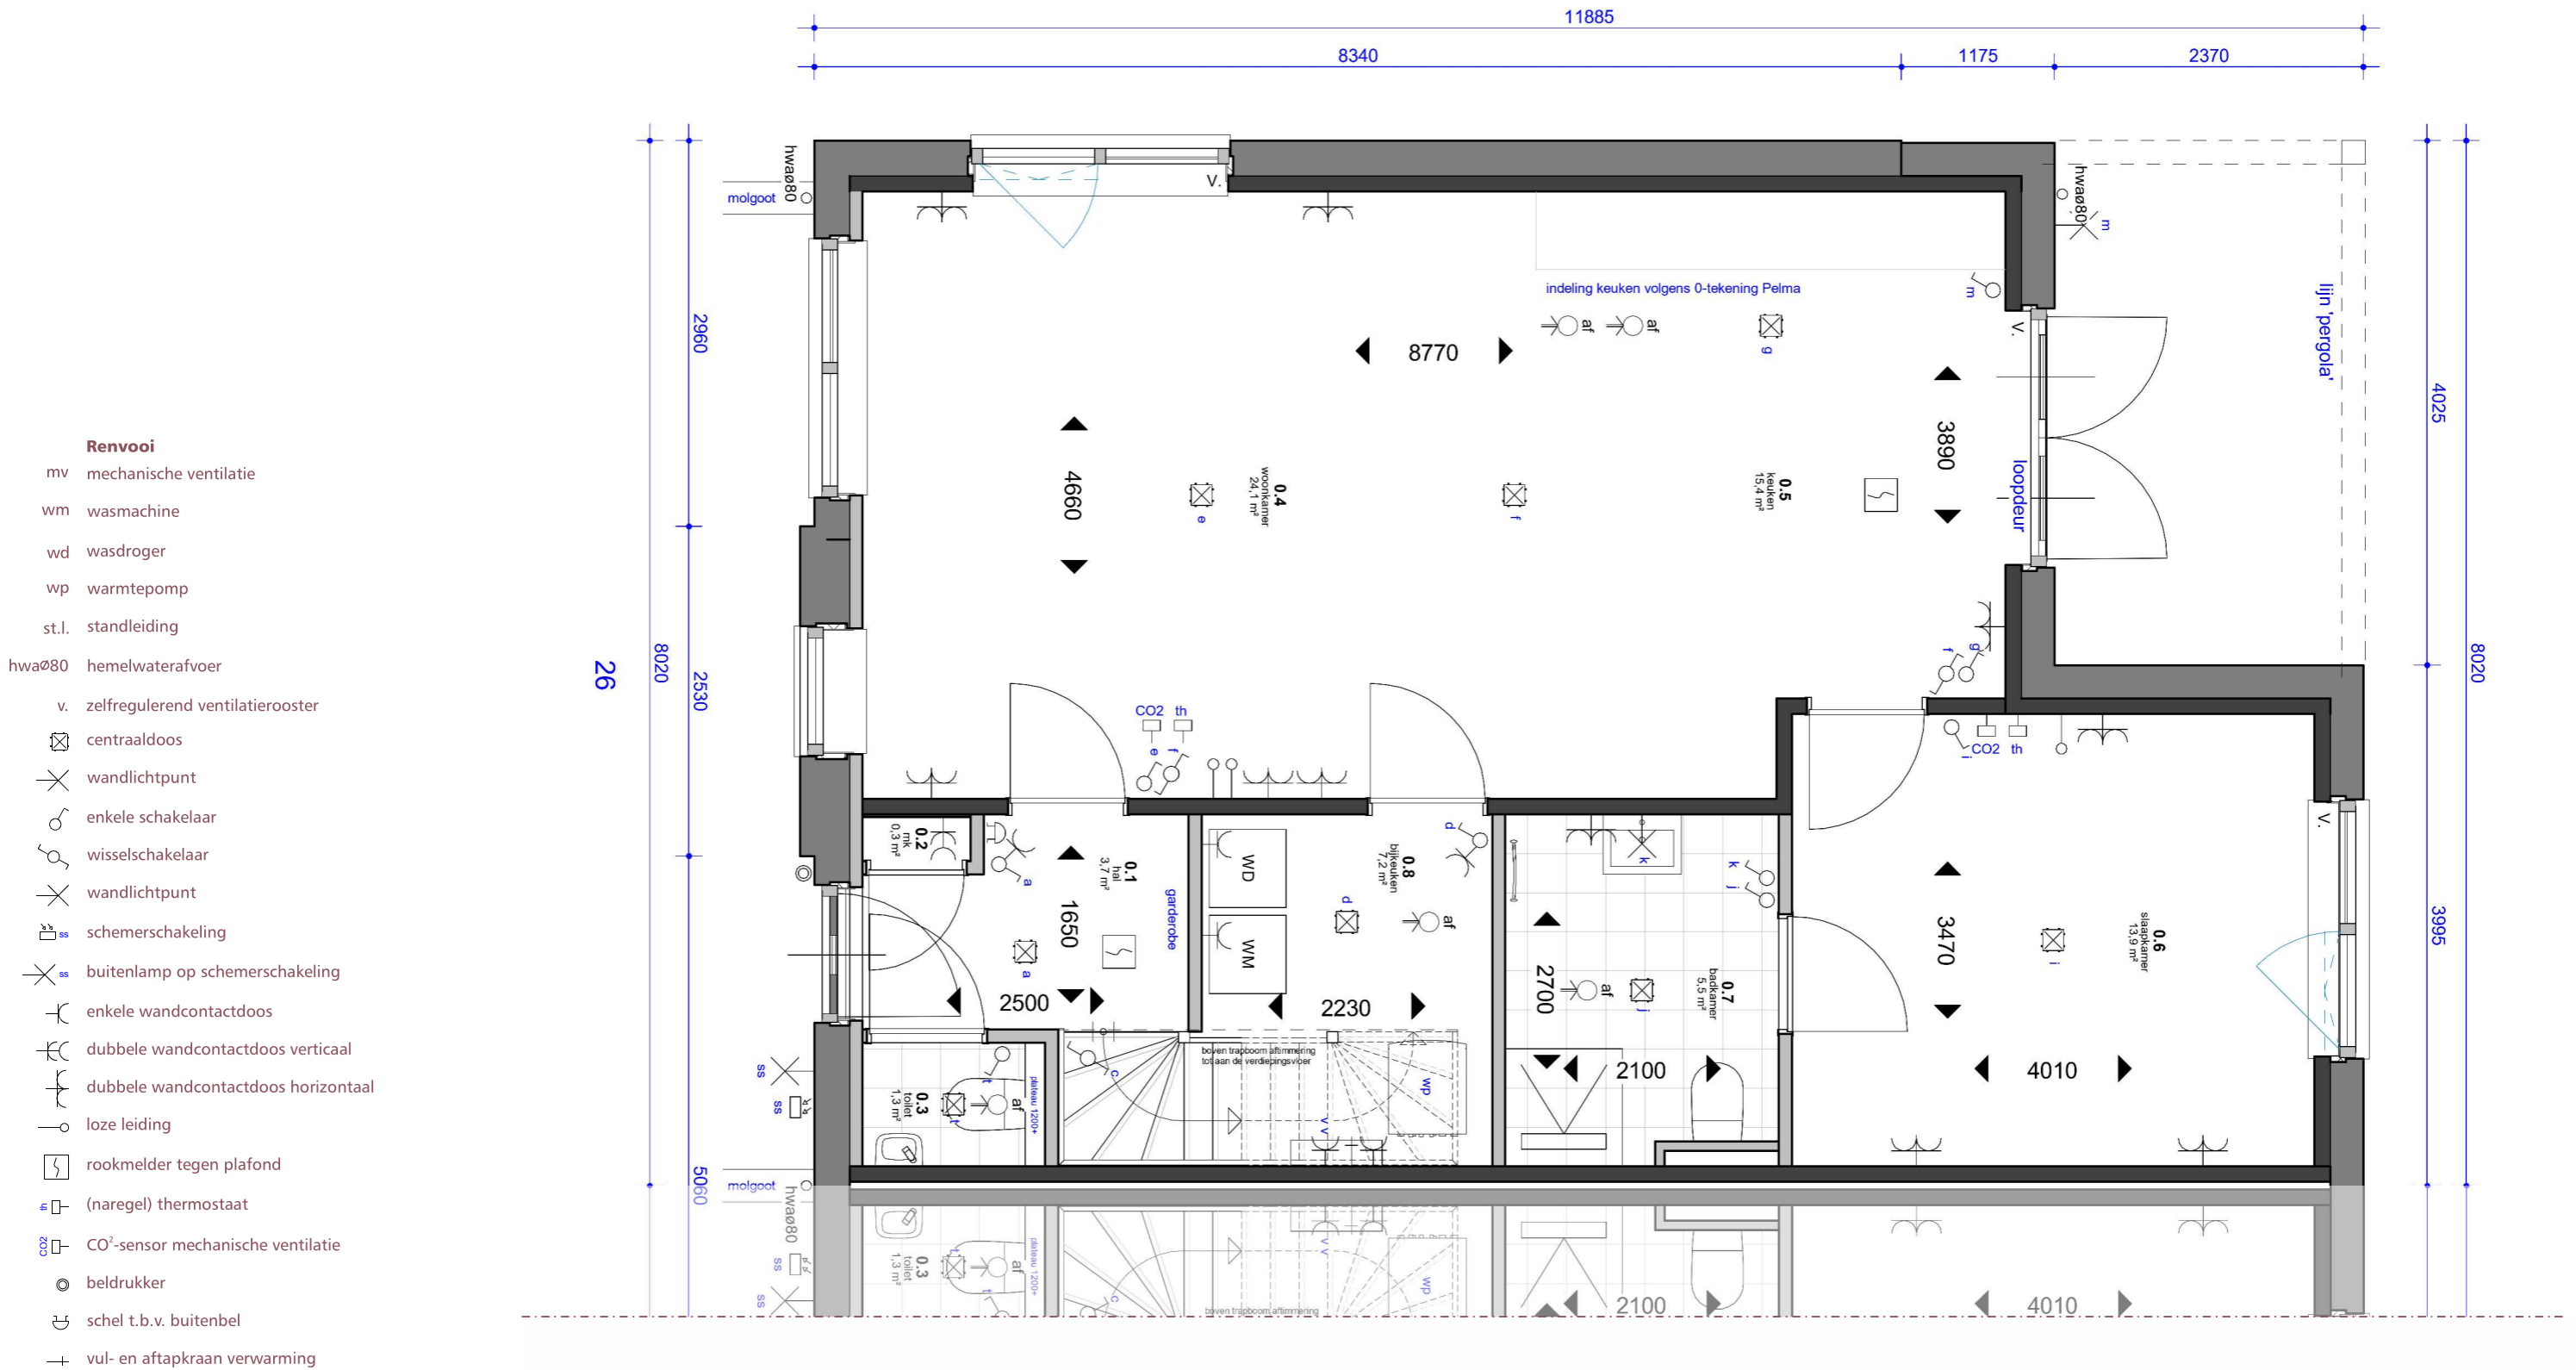 11885
8340
1175
2370
Renvooi
mv mechanische ventilatie
wm wasmachine
wd wasdroger
wp warmtepomp
st.l. standleiding
hwaø80 hemelwaterafvoer
v. zelfregulerend ventilatierooster
centraaldoos
wandlichtpunt
enkele schakelaar
wisselschakelaar
wandlichtpunt
ss schemerschakeling
ss buitenlamp op schemerschakeling
enkele wandcontactdoos
dubbele wandcontactdoos verticaal
dubbele wandcontactdoos horizontaal
loze leiding
rookmelder tegen plafond
th (naregel) thermostaat
CO2 CO²-sensor mechanische ventilatie
beldrukker
schel t.b.v. buitenbel
vul- en aftapkraan verwarming
26
8020
2960
2530
5060
hwaø80
molgoot
V.
hwaø80
m
indeling keuken volgens 0-tekening Pelma
m
af
af
g
V.
lijn 'pergola'
8770
4025
8020
3995
4660
3890
loopdeur
e
0.4
woonkamer
24,1 m²
f
0.5
keuken
15,4 m²
CO2 th
e f
f g
i
CO2 th
V.
0.2
mk
0,3 m²
a
0.1
hal
3,7 m²
garderobe
1650
a
2500
WD
WM
d
0.8
bijkeuken
7,2 m²
d
af
2230
k
k
j
2700
af
j
0.7
badkamer
5,5 m²
2100
3470
i
0.6
slaapkamer
13,9 m²
4010
boven trapboom aftimmering
tot aan de verdiepingsvloer
ss
ss
t
0.3
toilet
1,3 m²
t
af
plateau 1200+
c
v v
wp
molgoot
hwaø80
ss
ss
0.3
toilet
1,3 m²
t
af
plateau 1200+
t
c
v v
wp
boven trapboom aftimmering
2100
4010